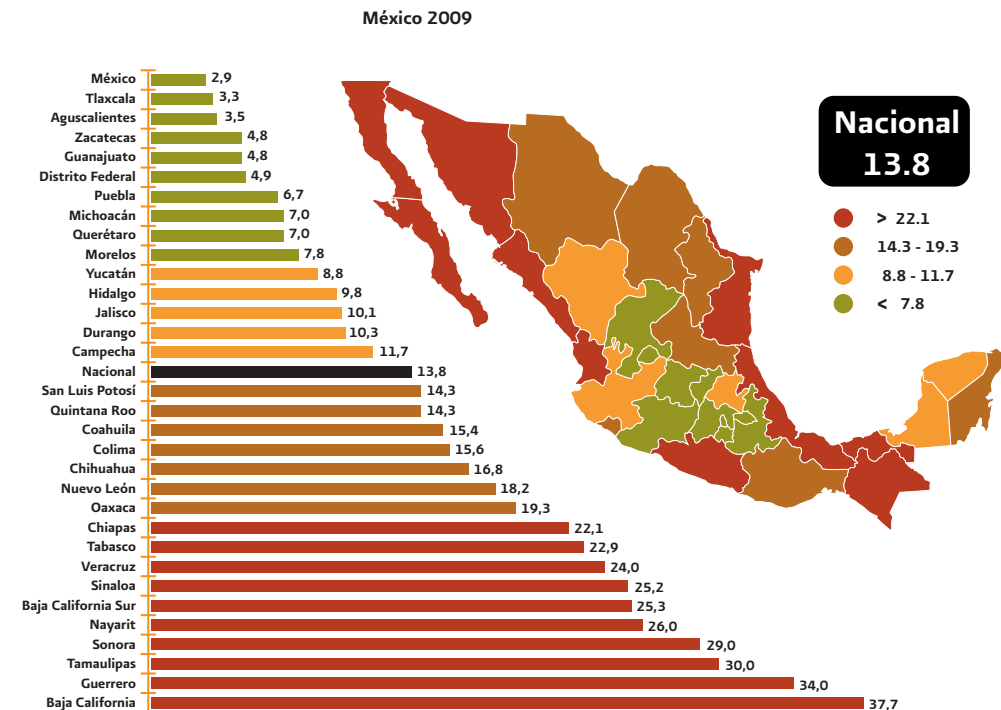 México 2009
México 2,9
Tlaxcala 3,3
Aguscalientes 3,5
Zacatecas 4,8
Guanajuato 4,8
Distrito Federal 4,9
Puebla 6,7
Michoacán 7,0
Querétaro 7,0
Morelos 7,8
Yucatán 8,8
Hidalgo 9,8
Jalisco 10,1
Durango 10,3
Campecha 11,7
Nacional 13,8
San Luis Potosí 14,3
Quintana Roo 14,3
Coahuila 15,4
Colima 15,6
Chihuahua 16,8
Nuevo León 18,2
Oaxaca 19,3
Chiapas 22,1
Tabasco 22,9
Veracruz 24,0
Sinaloa 25,2
Baja California Sur 25,3
Nayarit 26,0
Sonora 29,0
Tamaulipas 30,0
Guerrero 34,0
Baja California 37,7
Nacional
13.8
> 22.1
14.3 - 19.3
8.8 - 11.7
< 7.8